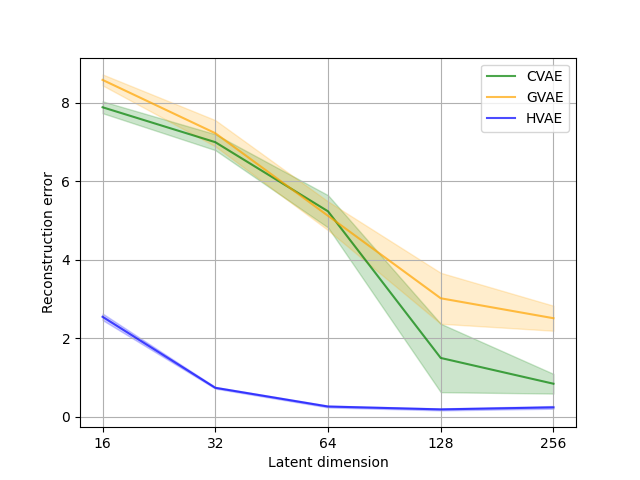 CVAE
GVAE
HVAE
Reconstruction error
8
6
4
2
0
16 32 64 128 256
Latent dimension